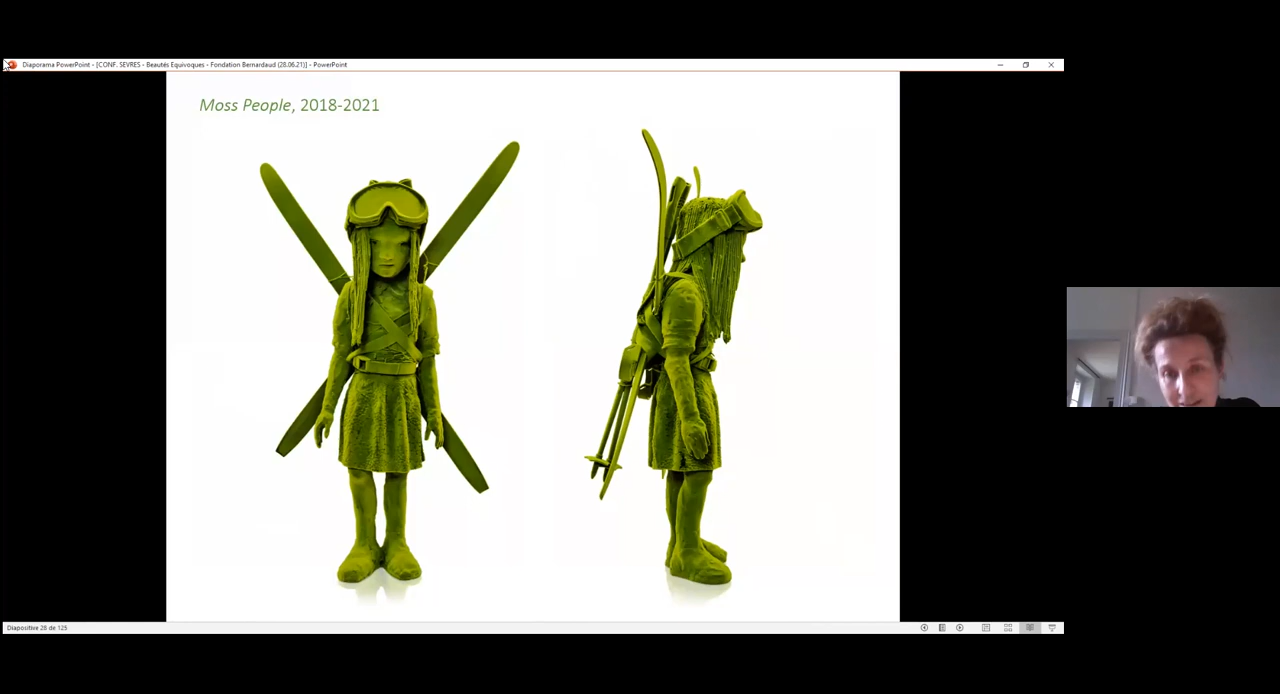 Diaporama PowerPoint - [CONF. SEVRES - Beautés Equivoques - Fondation Bernardaud (28.06.21)] - PowerPoint
Moss People, 2018-2021
Diapositive 28 de 125